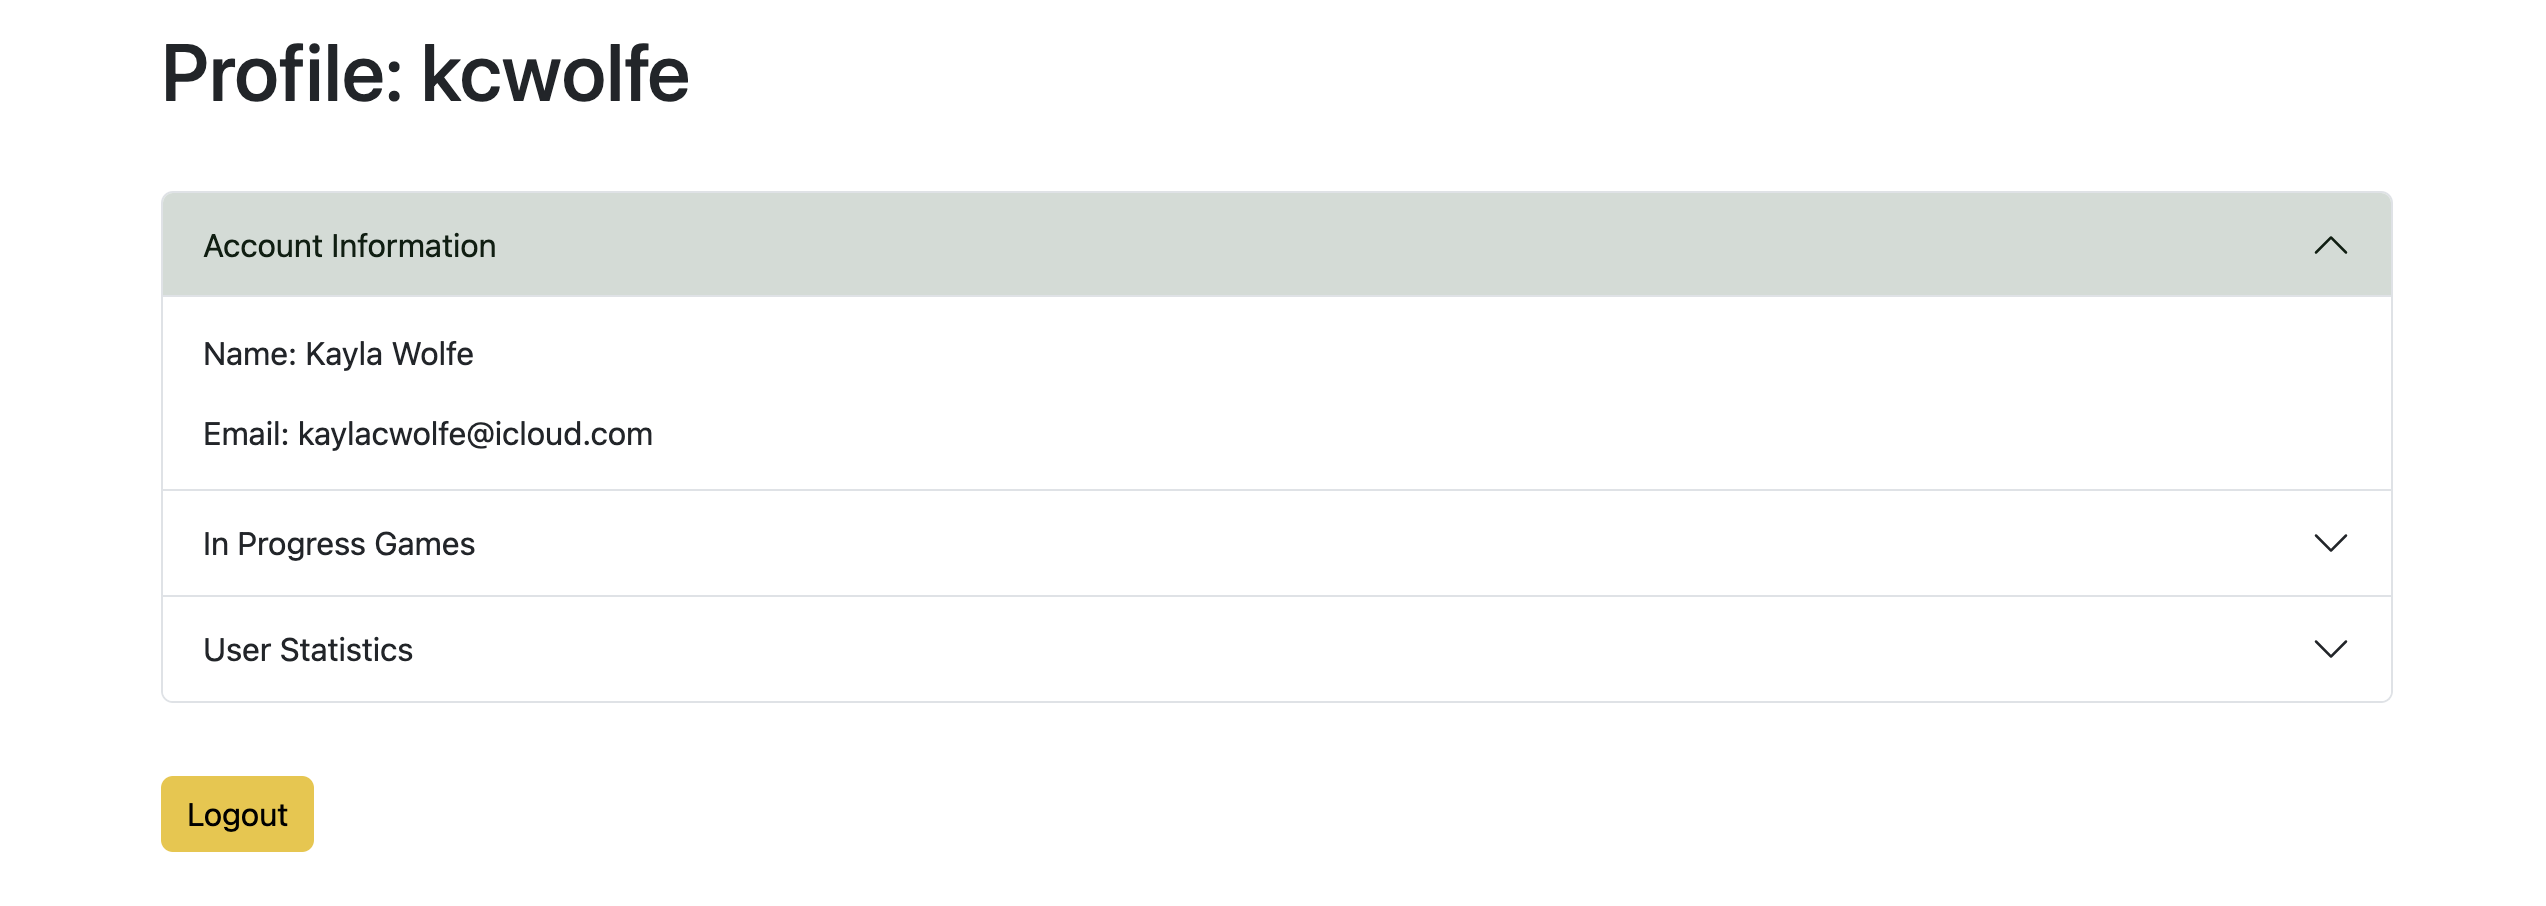 Profile: kcwolfe
Account Information
Name: Kayla Wolfe
Email: kaylacwolfe@icloud.com
In Progress Games
User Statistics
Logout